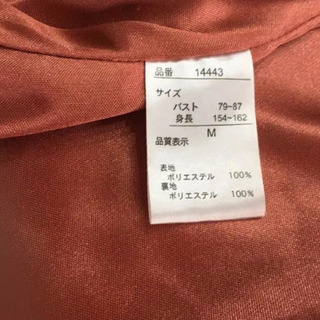 品番 14443
サイズ
バスト 79~87
身長 154~162
M
品質表示
表地
ポリエステル 100%
裏地
ポリエステル 100%